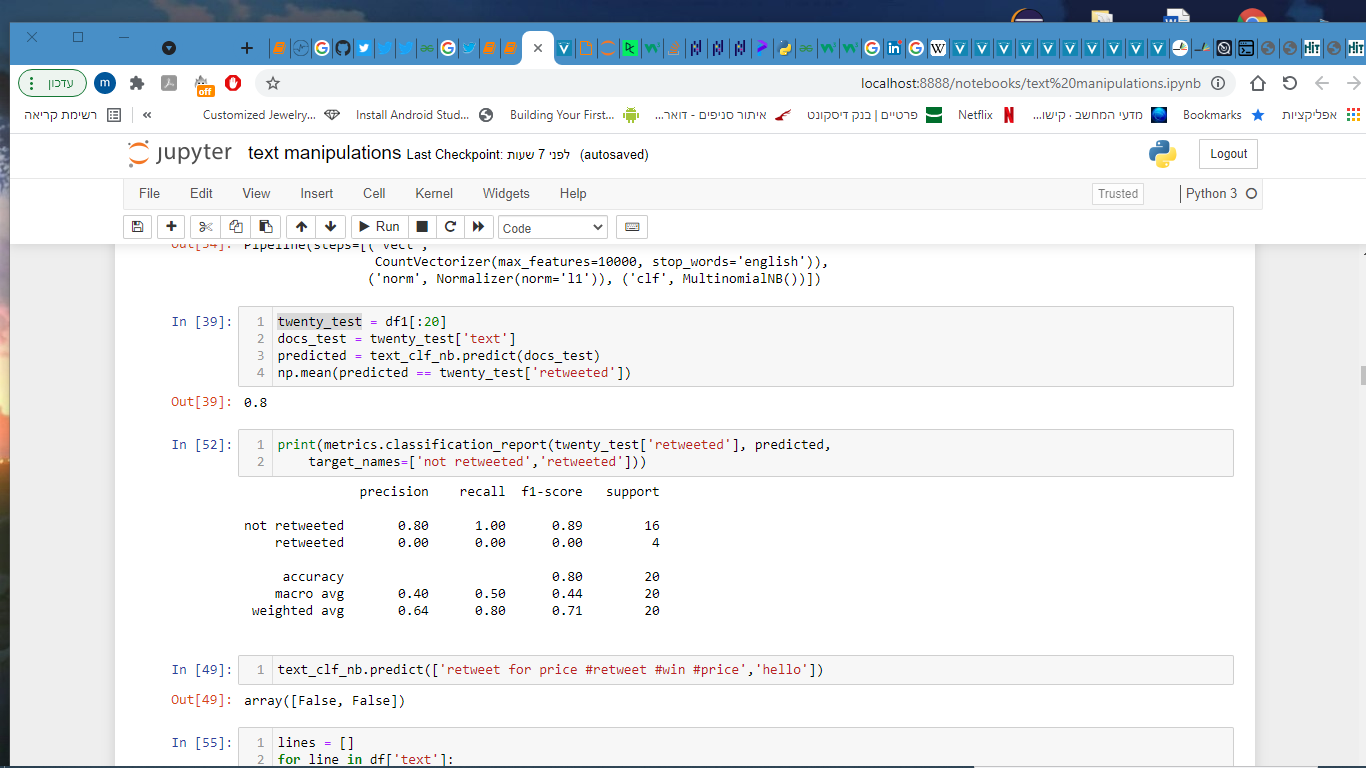 עדכון
m
off
localhost:8888/notebooks/text%20manipulations.ipynb
רשימת קריאה
«
Customized Jewelry...
Install Android Stud...
Building Your First...
איתור סניפים - דואר...
פרטיים | בנק דיסקונט
Netflix
מדעי המחשב · קישו...
Bookmarks
אפליקציות
jupyter text manipulations Last Checkpoint: לפני 7 שעות (autosaved)
Logout
File Edit View Insert Cell Kernel Widgets Help
Trusted
Python 3
Run
Code
Out[54]: Pipeline(steps=[('vect',
CountVectorizer(max_features=10000, stop_words='english')),
('norm', Normalizer(norm='l1')), ('clf', MultinomialNB())])
In [39]: 1 twenty_test = df1[:20]
2 docs_test = twenty_test['text']
3 predicted = text_clf_nb.predict(docs_test)
4 np.mean(predicted == twenty_test['retweeted'])
Out[39]: 0.8
In [52]: 1 print(metrics.classification_report(twenty_test['retweeted'], predicted,
2 target_names=['not retweeted','retweeted']))
precision recall f1-score support
not retweeted 0.80 1.00 0.89 16
retweeted 0.00 0.00 0.00 4
accuracy 0.80 20
macro avg 0.40 0.50 0.44 20
weighted avg 0.64 0.80 0.71 20
In [49]: 1 text_clf_nb.predict(['retweet for price #retweet #win #price','hello'])
Out[49]: array([False, False])
In [55]: 1 lines = []
2 for line in df['text']: